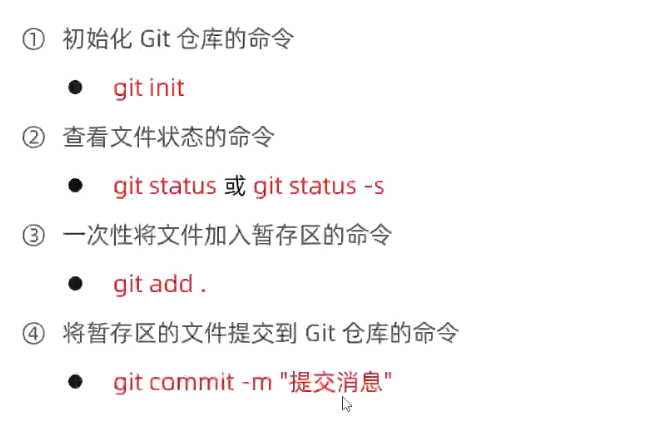 ① 初始化 Git 仓库的命令
● git init
② 查看文件状态的命令
● git status 或 git status -s
③ 一次性将文件加入暂存区的命令
● git add .
④ 将暂存区的文件提交到 Git 仓库的命令
● git commit -m "提交消息"